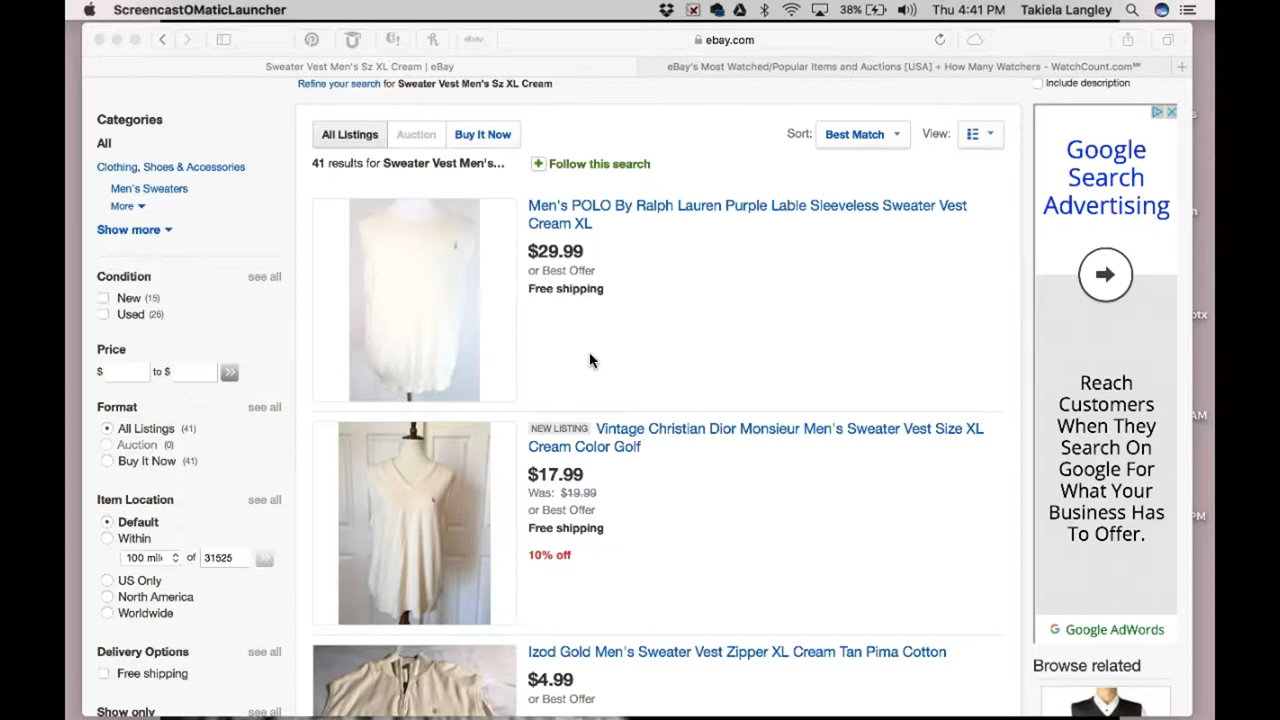 ScreencastOMaticLauncher
38%
Thu 4:41 PM
Takiela Langley
ebay
ebay.com
Sweater Vest Men's Sz XL Cream | eBay
eBay's Most Watched/Popular Items and Auctions [USA] + How Many Watchers - WatchCount.com℠
Refine your search for Sweater Vest Men's Sz XL Cream
Include description
Categories
All
Clothing, Shoes & Accessories
Men's Sweaters
More
Show more
Condition
see all
New (15)
Used (26)
Price
$ to $
Format
see all
All Listings (41)
Auction (0)
Buy It Now (41)
Item Location
see all
Default
Within
100 mil of 31525
US Only
North America
Worldwide
Delivery Options
see all
Free shipping
Show only
see all
All Listings
Auction
Buy It Now
Sort:
Best Match
View:
41 results for Sweater Vest Men's...
+ Follow this search
Men's POLO By Ralph Lauren Purple Lable Sleeveless Sweater Vest
Cream XL
$29.99
or Best Offer
Free shipping
NEW LISTING Vintage Christian Dior Monsieur Men's Sweater Vest Size XL
Cream Color Golf
$17.99
Was: $19.99
or Best Offer
Free shipping
10% off
Izod Gold Men's Sweater Vest Zipper XL Cream Tan Pima Cotton
$4.99
or Best Offer
Google
Search
Advertising
Reach
Customers
When They
Search On
Google For
What Your
Business Has
To Offer.
G Google AdWords
Browse related
ptx
AM
PM